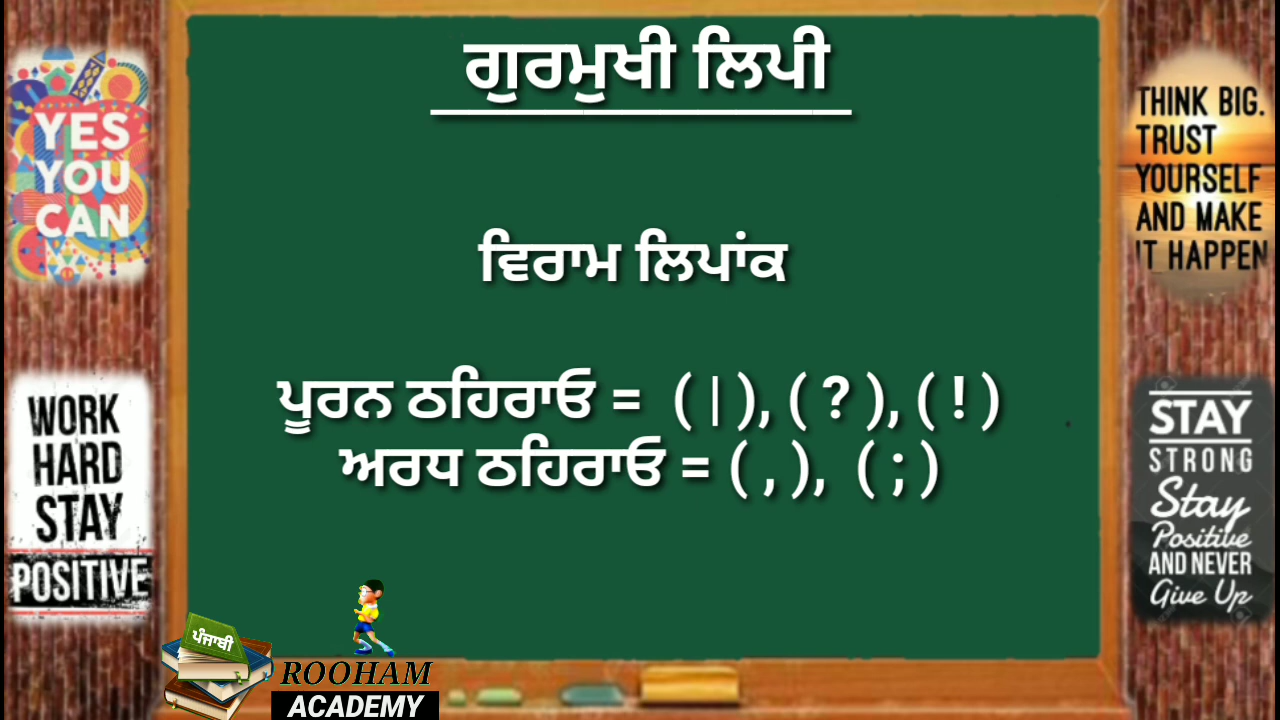 ਗੁਰਮੁਖੀ ਲਿਪੀ
ਵਿਰਾਮ ਲਿਪਾਂਕ
ਪੂਰਨ ਠਹਿਰਾਓ = ( | ), ( ? ), ( ! )
ਅਰਧ ਠਹਿਰਾਓ = ( , ), ( ; )
YES
YOU
CAN
WORK
HARD
STAY
POSITIVE
THINK BIG.
TRUST
YOURSELF
AND MAKE
IT HAPPEN
STAY
STRONG
Stay
Positive
AND NEVER
Give Up
ਪੰਜਾਬੀ
ROOHAM
ACADEMY